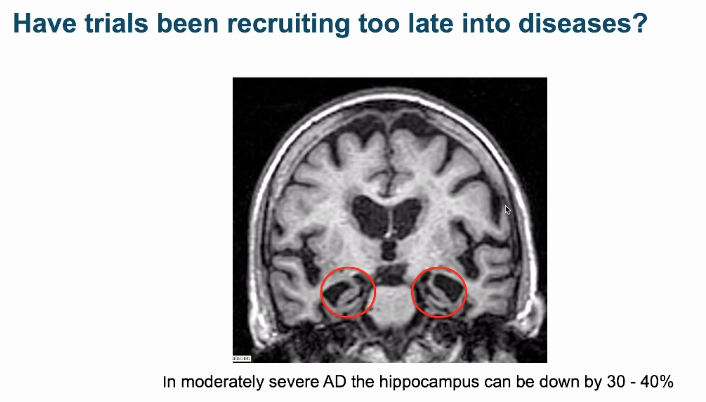 Have trials been recruiting too late into diseases?
In moderately severe AD the hippocampus can be down by 30 - 40%